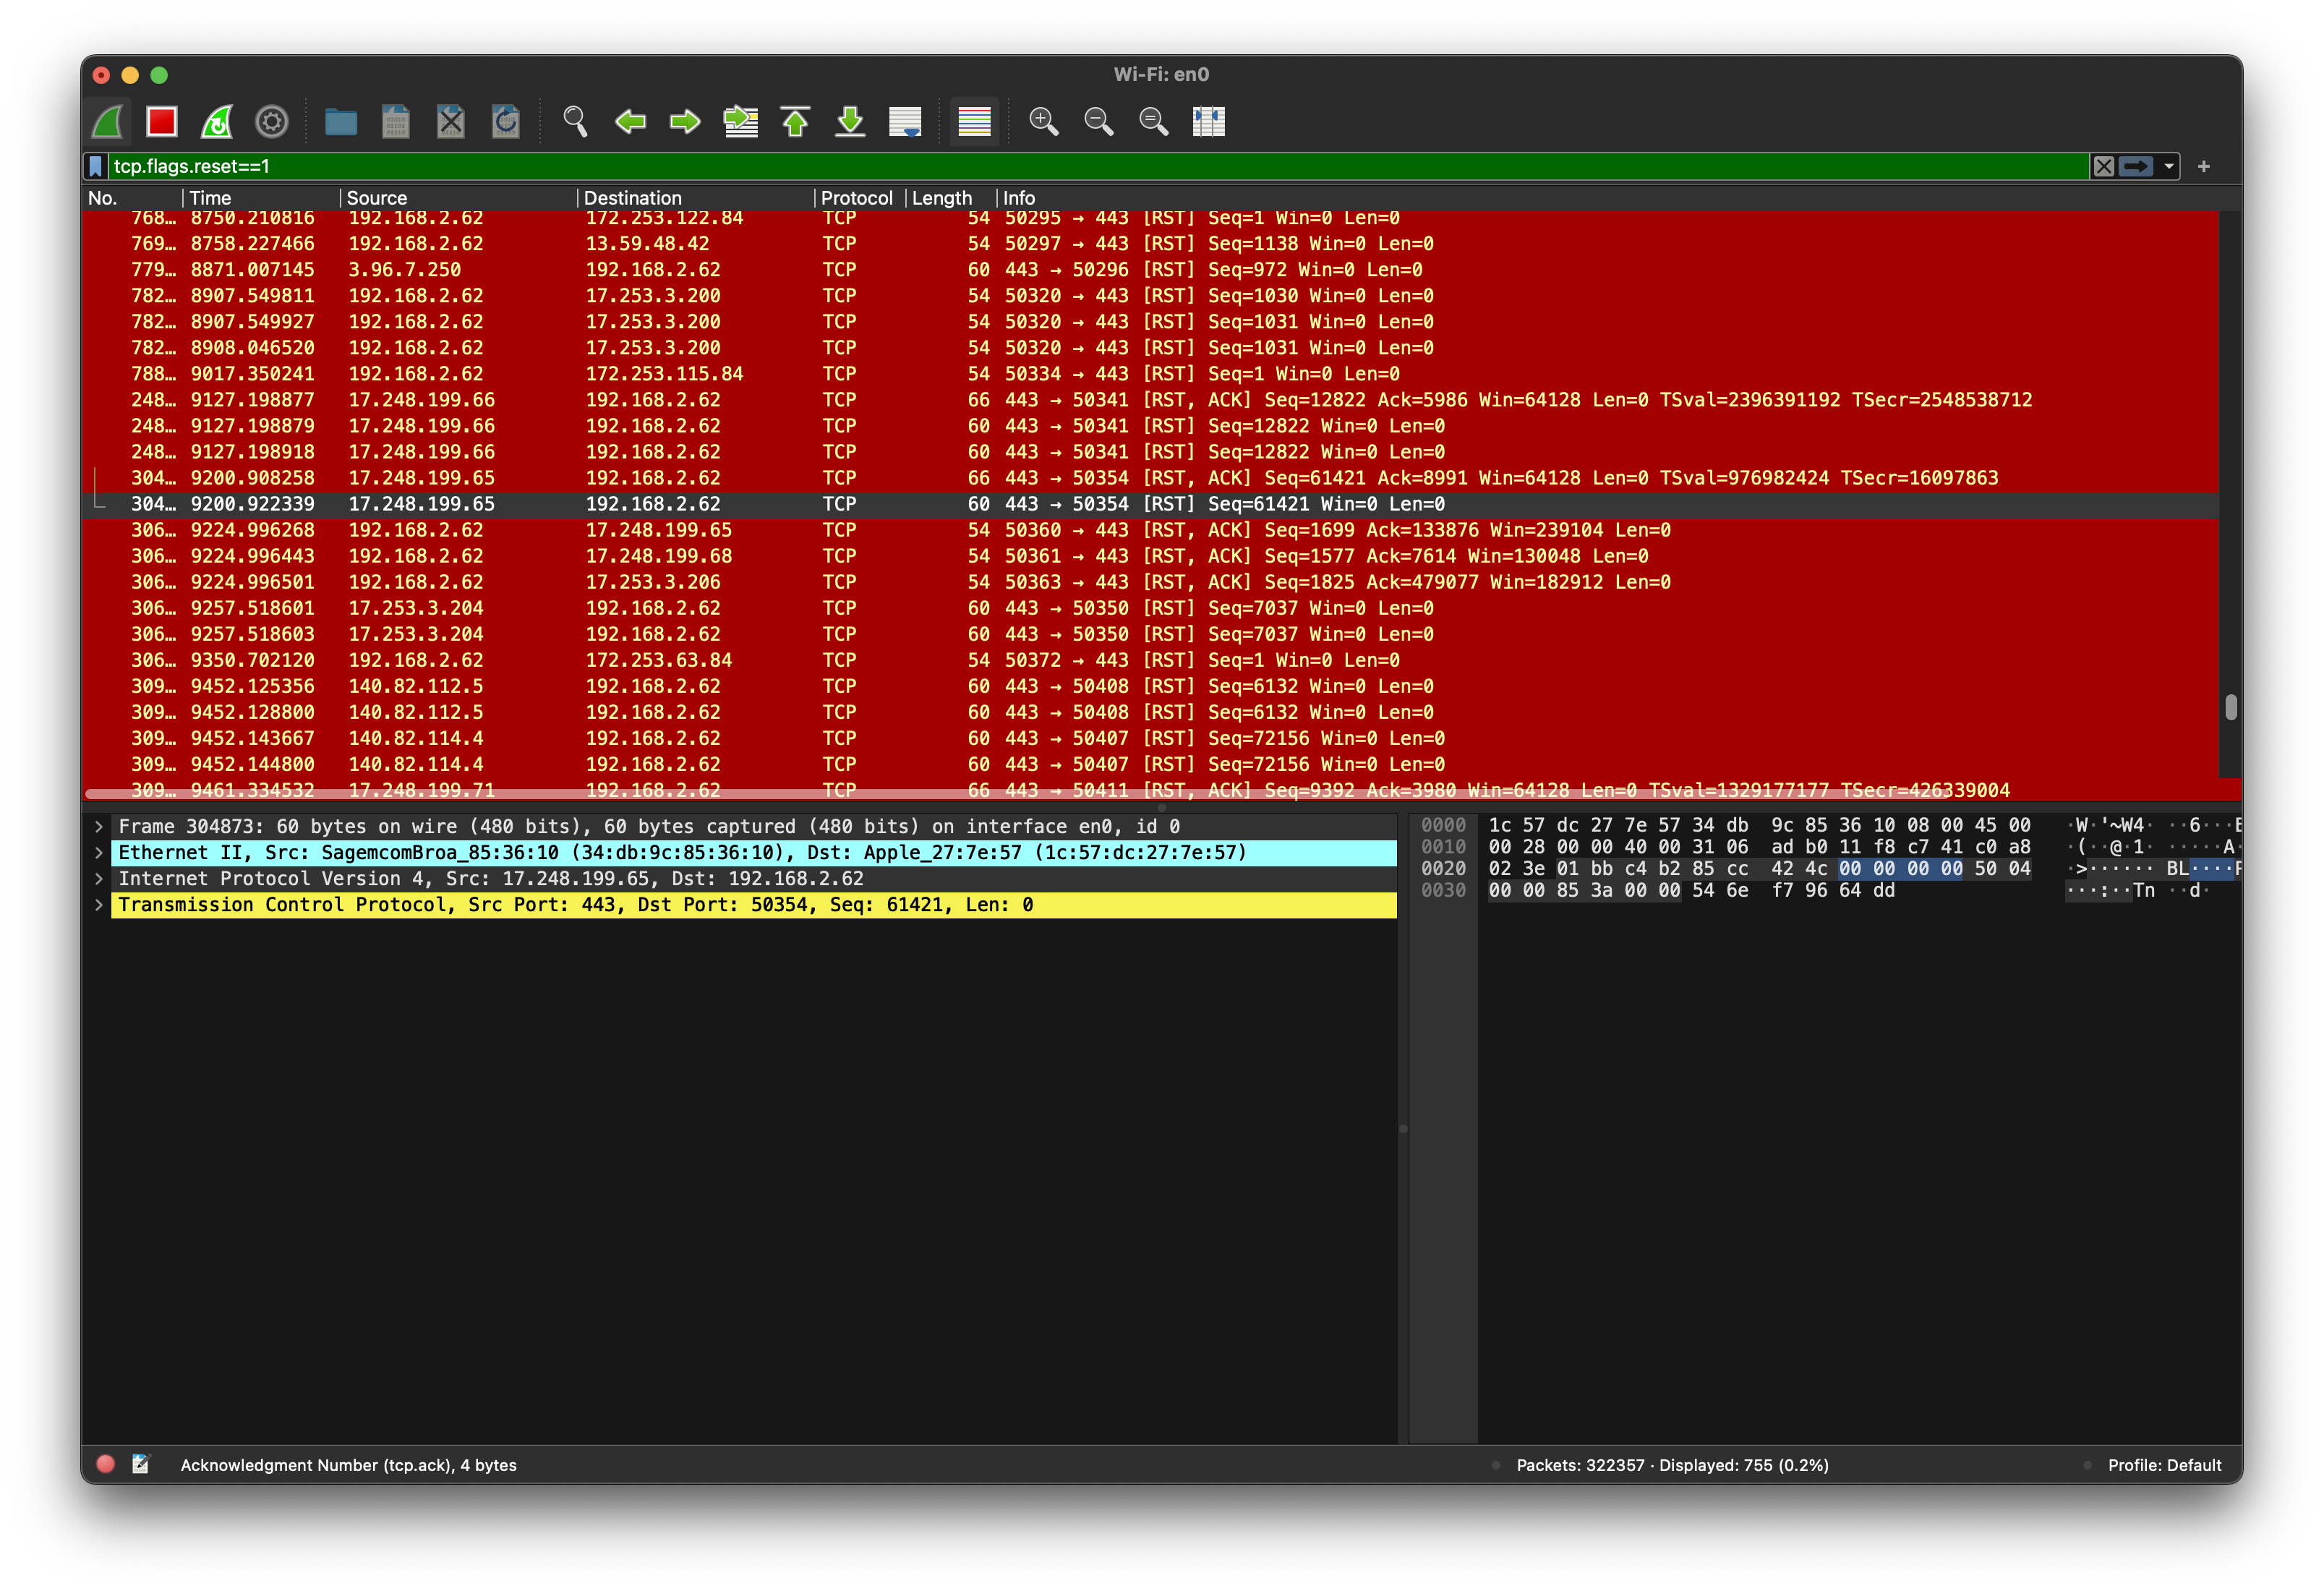 Wi-Fi: en0
tcp.flags.reset==1
No. Time Source Destination Protocol Length Info
768… 8750.210816 192.168.2.62 172.253.122.84 TCP 54 50295 → 443 [RST] Seq=1 Win=0 Len=0
769… 8758.227466 192.168.2.62 13.59.48.42 TCP 54 50297 → 443 [RST] Seq=1138 Win=0 Len=0
779… 8871.007145 3.96.7.250 192.168.2.62 TCP 60 443 → 50296 [RST] Seq=972 Win=0 Len=0
782… 8907.549811 192.168.2.62 17.253.3.200 TCP 54 50320 → 443 [RST] Seq=1030 Win=0 Len=0
782… 8907.549927 192.168.2.62 17.253.3.200 TCP 54 50320 → 443 [RST] Seq=1031 Win=0 Len=0
782… 8908.046520 192.168.2.62 17.253.3.200 TCP 54 50320 → 443 [RST] Seq=1031 Win=0 Len=0
788… 9017.350241 192.168.2.62 172.253.115.84 TCP 54 50334 → 443 [RST] Seq=1 Win=0 Len=0
248… 9127.198877 17.248.199.66 192.168.2.62 TCP 66 443 → 50341 [RST, ACK] Seq=12822 Ack=5986 Win=64128 Len=0 TSval=2396391192 TSecr=2548538712
248… 9127.198879 17.248.199.66 192.168.2.62 TCP 60 443 → 50341 [RST] Seq=12822 Win=0 Len=0
248… 9127.198918 17.248.199.66 192.168.2.62 TCP 60 443 → 50341 [RST] Seq=12822 Win=0 Len=0
304… 9200.908258 17.248.199.65 192.168.2.62 TCP 66 443 → 50354 [RST, ACK] Seq=61421 Ack=8991 Win=64128 Len=0 TSval=976982424 TSecr=16097863
304… 9200.922339 17.248.199.65 192.168.2.62 TCP 60 443 → 50354 [RST] Seq=61421 Win=0 Len=0
306… 9224.996268 192.168.2.62 17.248.199.65 TCP 54 50360 → 443 [RST, ACK] Seq=1699 Ack=133876 Win=239104 Len=0
306… 9224.996443 192.168.2.62 17.248.199.68 TCP 54 50361 → 443 [RST, ACK] Seq=1577 Ack=7614 Win=130048 Len=0
306… 9224.996501 192.168.2.62 17.253.3.206 TCP 54 50363 → 443 [RST, ACK] Seq=1825 Ack=479077 Win=182912 Len=0
306… 9257.518601 17.253.3.204 192.168.2.62 TCP 60 443 → 50350 [RST] Seq=7037 Win=0 Len=0
306… 9257.518603 17.253.3.204 192.168.2.62 TCP 60 443 → 50350 [RST] Seq=7037 Win=0 Len=0
306… 9350.702120 192.168.2.62 172.253.63.84 TCP 54 50372 → 443 [RST] Seq=1 Win=0 Len=0
309… 9452.125356 140.82.112.5 192.168.2.62 TCP 60 443 → 50408 [RST] Seq=6132 Win=0 Len=0
309… 9452.128800 140.82.112.5 192.168.2.62 TCP 60 443 → 50408 [RST] Seq=6132 Win=0 Len=0
309… 9452.143667 140.82.114.4 192.168.2.62 TCP 60 443 → 50407 [RST] Seq=72156 Win=0 Len=0
309… 9452.144800 140.82.114.4 192.168.2.62 TCP 60 443 → 50407 [RST] Seq=72156 Win=0 Len=0
309… 9461.334532 17.248.199.71 192.168.2.62 TCP 66 443 → 50411 [RST, ACK] Seq=9392 Ack=3980 Win=64128 Len=0 TSval=1329177177 TSecr=426339004
Frame 304873: 60 bytes on wire (480 bits), 60 bytes captured (480 bits) on interface en0, id 0
Ethernet II, Src: SagemcomBroa_85:36:10 (34:db:9c:85:36:10), Dst: Apple_27:7e:57 (1c:57:dc:27:7e:57)
Internet Protocol Version 4, Src: 17.248.199.65, Dst: 192.168.2.62
Transmission Control Protocol, Src Port: 443, Dst Port: 50354, Seq: 61421, Len: 0
0000 1c 57 dc 27 7e 57 34 db 9c 85 36 10 08 00 45 00 ·W·'~W4· ··6···E
0010 00 28 00 00 40 00 31 06 ad b0 11 f8 c7 41 c0 a8 ·(··@·1· ·····A·
0020 02 3e 01 bb c4 b2 85 cc 42 4c 00 00 00 00 50 04 ·>······ BL····P
0030 00 00 85 3a 00 00 54 6e f7 96 64 dd ···:··Tn ··d·
Acknowledgment Number (tcp.ack), 4 bytes
Packets: 322357 · Displayed: 755 (0.2%)
Profile: Default